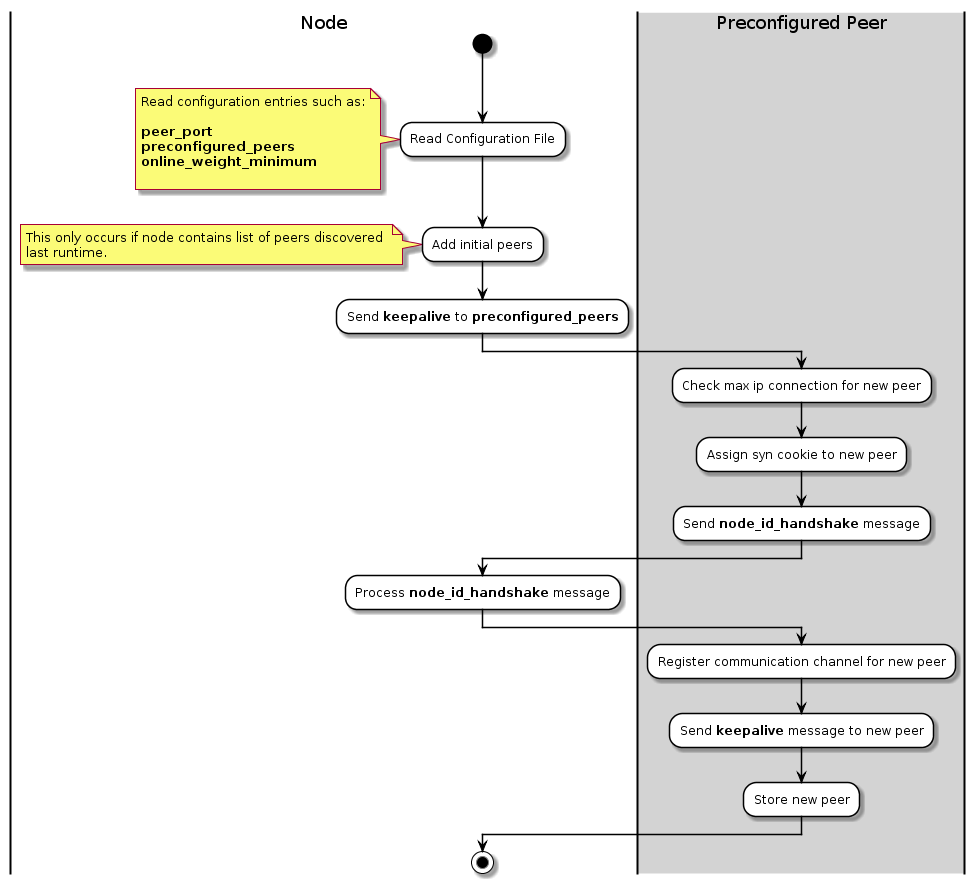 Node
Preconfigured Peer
Read configuration entries such as:
peer_port
preconfigured_peers
online_weight_minimum
Read Configuration File
This only occurs if node contains list of peers discovered
last runtime.
Add initial peers
Send keepalive to preconfigured_peers
Check max ip connection for new peer
Assign syn cookie to new peer
Send node_id_handshake message
Process node_id_handshake message
Register communication channel for new peer
Send keepalive message to new peer
Store new peer